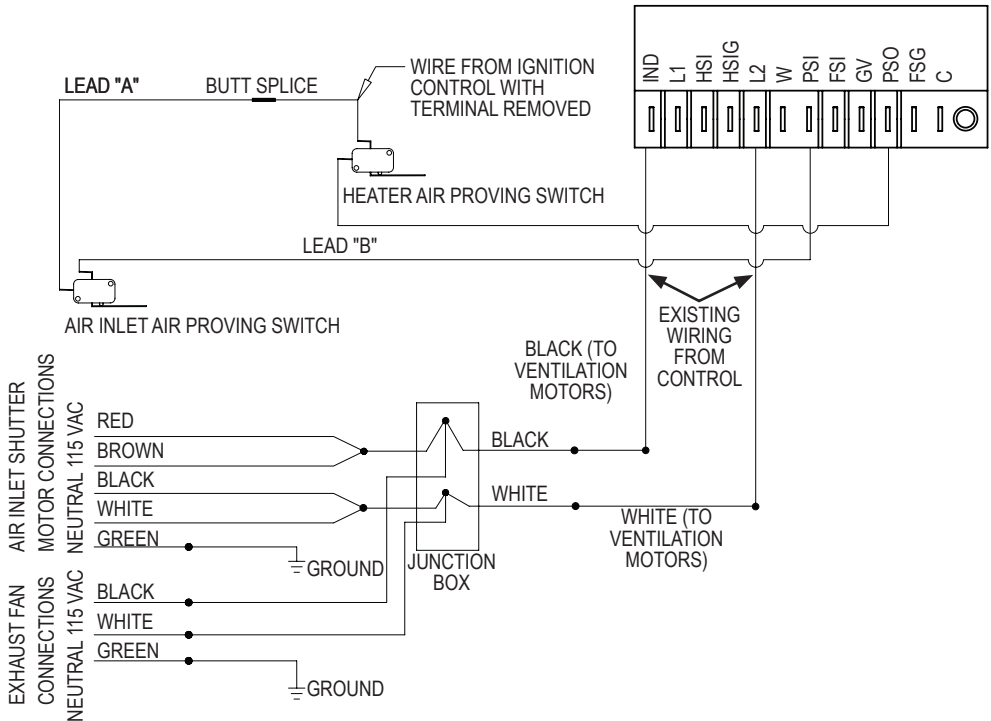 LEAD "A"
BUTT SPLICE
WIRE FROM IGNITION
CONTROL WITH
TERMINAL REMOVED
IND
L1
HSI
HSIG
L2
W
PSI
FSI
GV
PSO
FSG
C
HEATER AIR PROVING SWITCH
LEAD "B"
AIR INLET AIR PROVING SWITCH
EXISTING
WIRING
FROM
CONTROL
BLACK (TO
VENTILATION
MOTORS)
AIR INLET SHUTTER
MOTOR CONNECTIONS
NEUTRAL 115 VAC
RED
BROWN
BLACK
WHITE
GREEN
GROUND
BLACK
WHITE
WHITE (TO
VENTILATION
MOTORS)
JUNCTION
BOX
EXHAUST FAN
CONNECTIONS
NEUTRAL 115 VAC
BLACK
WHITE
GREEN
GROUND